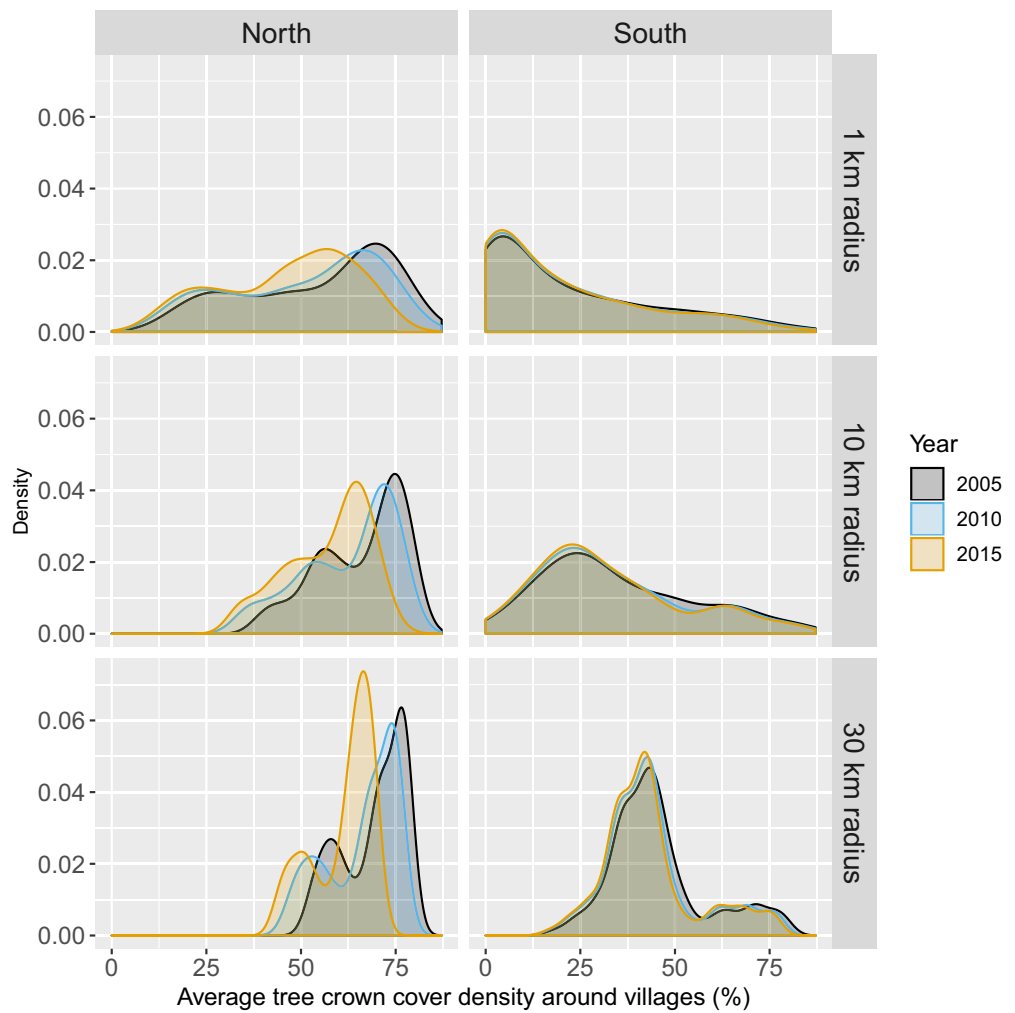 North
South
0.06
0.04
0.02
0.00
1 km radius
0.06
0.04
0.02
0.00
10 km radius
0.06
0.04
0.02
0.00
30 km radius
Density
0
25
50
75
0
25
50
75
Average tree crown cover density around villages (%)
Year
2005
2010
2015